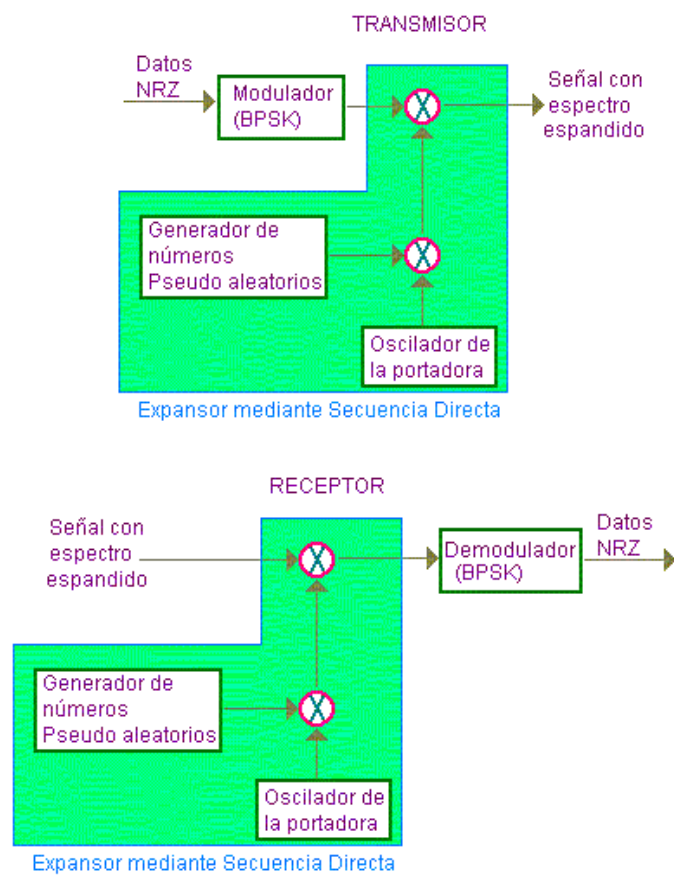 TRANSMISOR
Datos
NRZ
Modulador
(BPSK)
Señal con
espectro
espandido
Generador de
números
Pseudo aleatorios
Oscilador de
la portadora
Expansor mediante Secuencia Directa
RECEPTOR
Señal con
espectro
espandido
Demodulador
(BPSK)
Datos
NRZ
Generador de
números
Pseudo aleatorios
Oscilador de
la portadora
Expansor mediante Secuencia Directa